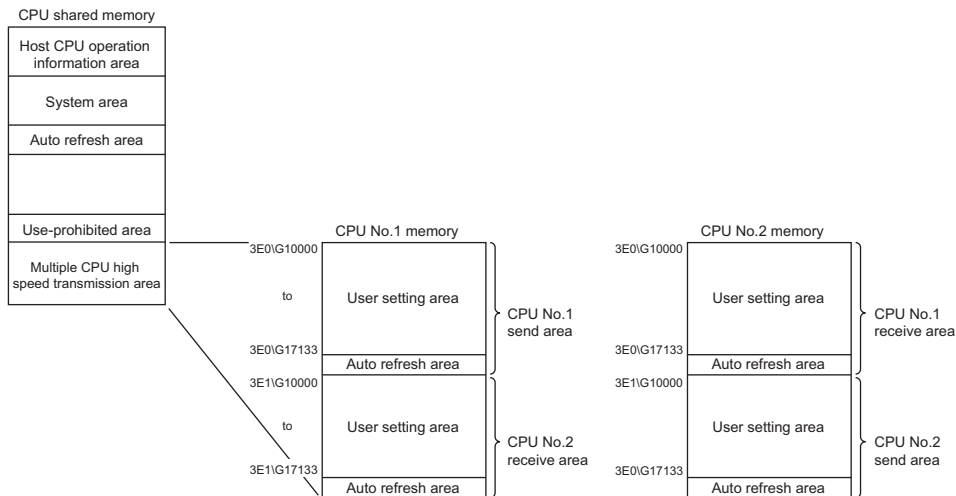 CPU shared memory
Host CPU operation
information area
System area
Auto refresh area
Use-prohibited area
Multiple CPU high
speed transmission area
CPU No.1 memory
3E0\G10000
to
User setting area
3E0\G17133
Auto refresh area
CPU No.1
send area
3E1\G10000
to
User setting area
3E1\G17133
Auto refresh area
CPU No.2
receive area
CPU No.2 memory
3E0\G10000
User setting area
3E0\G17133
Auto refresh area
CPU No.1
receive area
3E1\G10000
User setting area
3E0\G17133
Auto refresh area
CPU No.2
send area